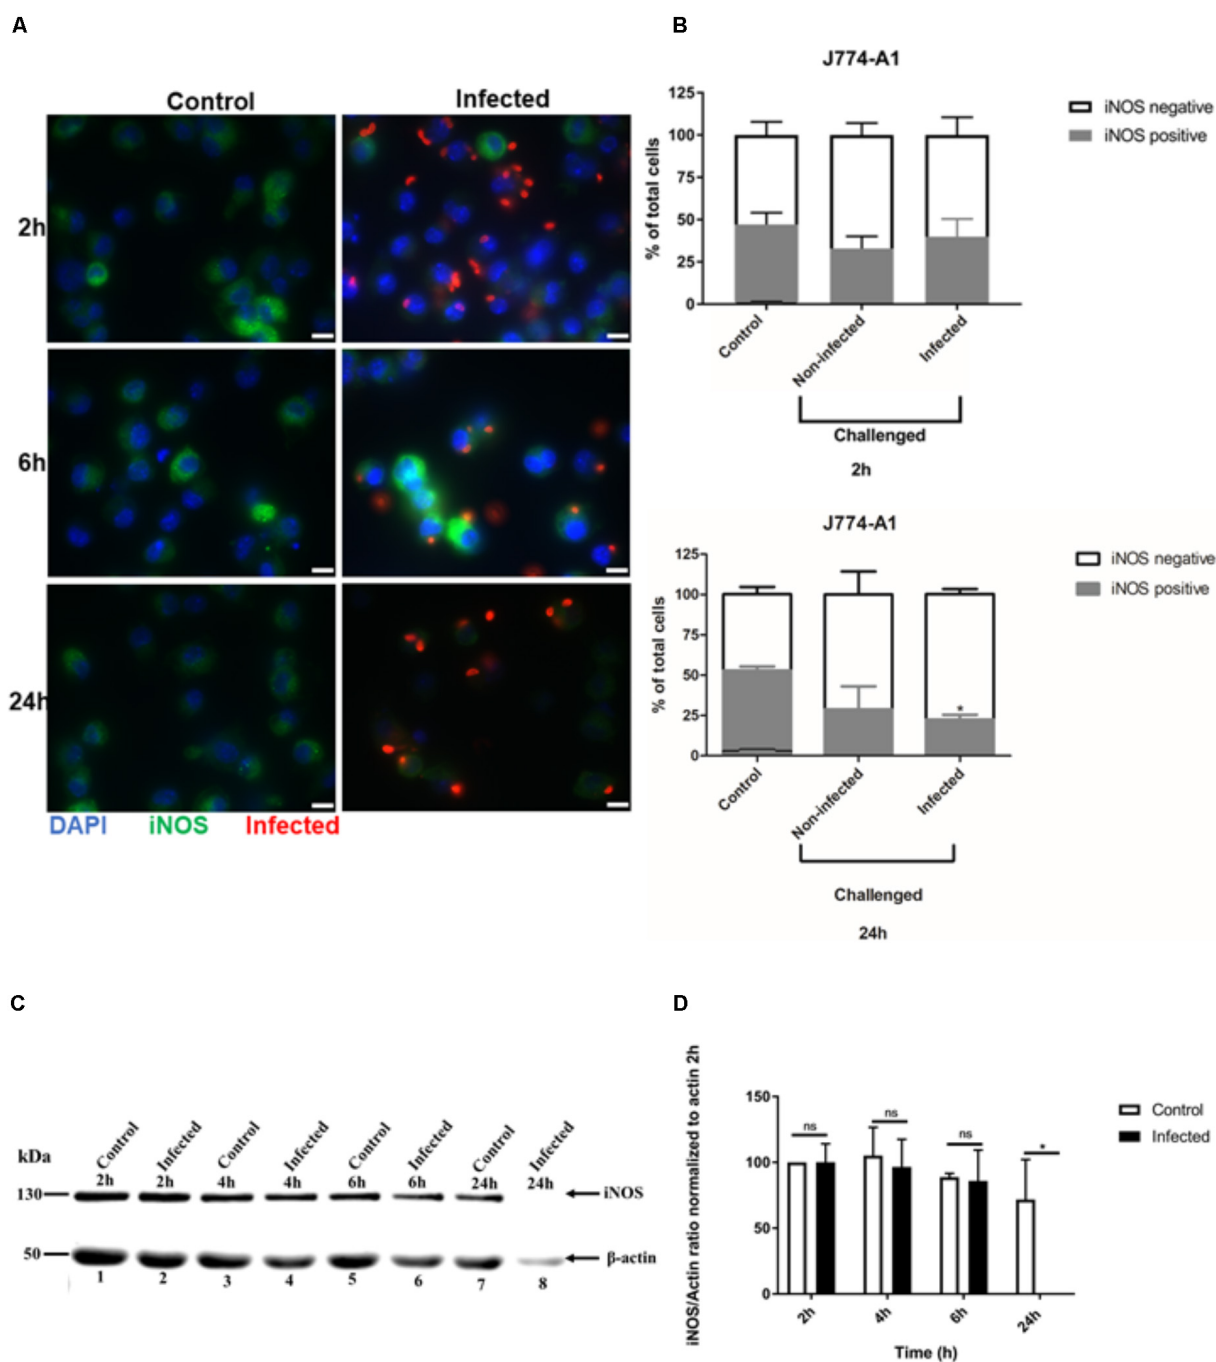 A
Control Infected
2h
6h
24h
DAPI iNOS Infected
B
J774-A1
iNOS negative
iNOS positive
% of total cells
125
100
75
50
25
0
Control
Non-infected
Infected
Challenged
2h
J774-A1
iNOS negative
iNOS positive
% of total cells
125
100
75
50
25
0
*
Control
Non-infected
Infected
Challenged
24h
C
kDa
Control Infected Control Infected Control Infected Control Infected
2h 2h 4h 4h 6h 6h 24h 24h
130 iNOS
50 β-actin
1 2 3 4 5 6 7 8
D
iNOS/Actin ratio normalized to actin 2h
150
100
50
0
ns
ns
ns
*
Control
Infected
2h
4h
6h
24h
Time (h)